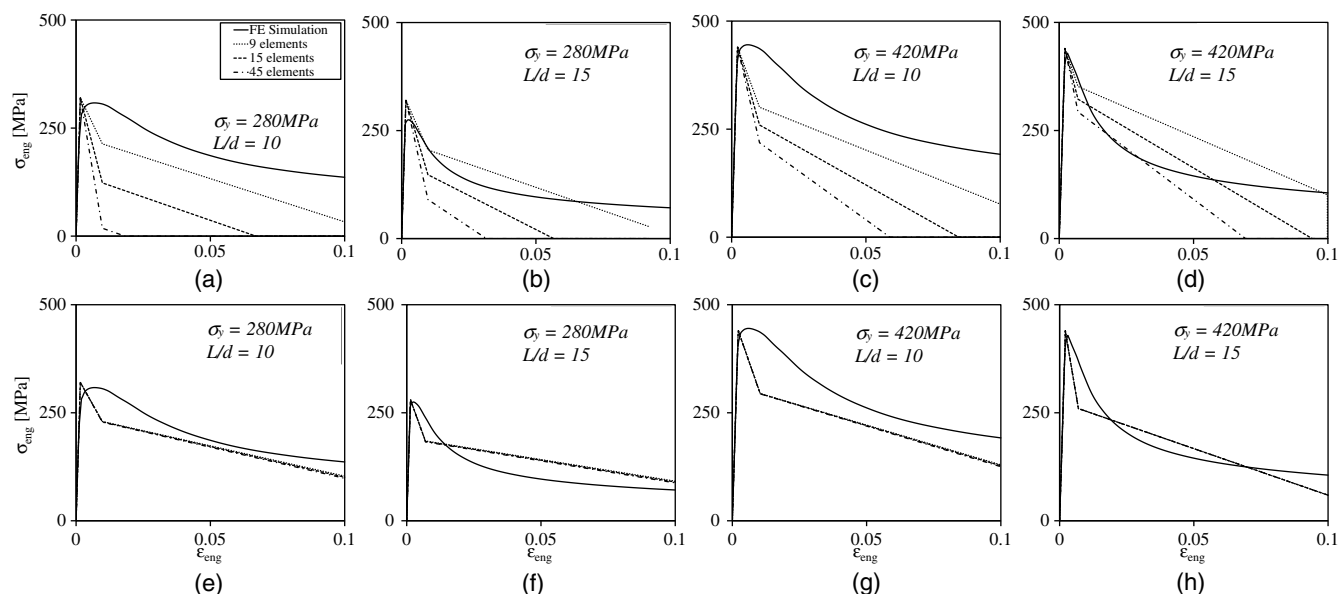 500
FE Simulation
9 elements
15 elements
45 elements
σy = 280MPa
L/d = 10
σeng [MPa]
250
0
0
0.05
0.1
(a)
500
σy = 280MPa
L/d = 15
250
0
0
0.05
0.1
(b)
500
σy = 420MPa
L/d = 10
250
0
0
0.05
0.1
(c)
500
σy = 420MPa
L/d = 15
250
0
0
0.05
0.1
(d)
500
σy = 280MPa
L/d = 10
σeng [MPa]
250
0
0
0.05
0.1
εeng
(e)
500
σy = 280MPa
L/d = 15
250
0
0
0.05
0.1
εeng
(f)
500
σy = 420MPa
L/d = 10
250
0
0
0.05
0.1
εeng
(g)
500
σy = 420MPa
L/d = 15
250
0
0
0.05
0.1
εeng
(h)